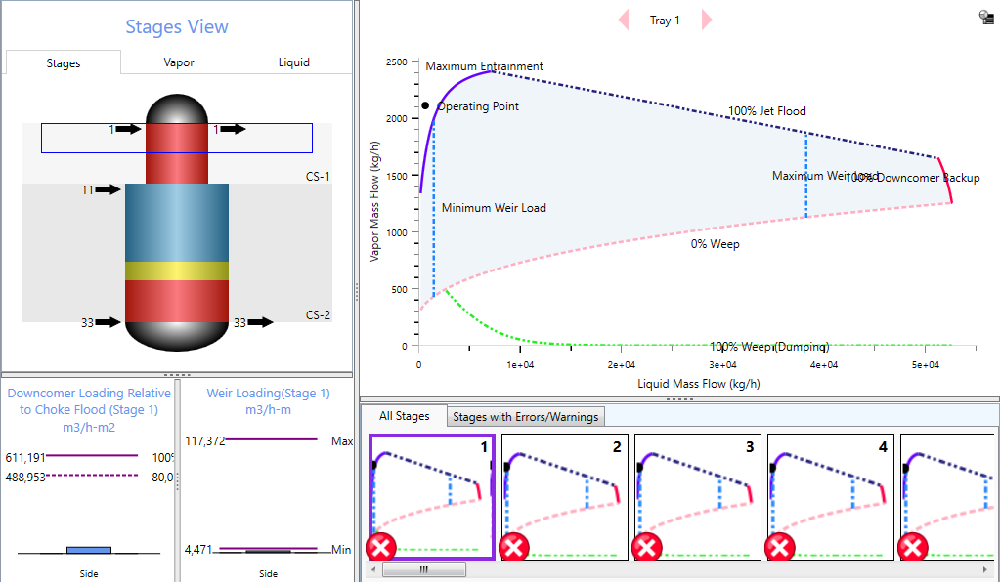 Stages View
Stages
Vapor
Liquid
1
1
CS-1
11
33
33
CS-2
Downcomer Loading Relative
to Choke Flood (Stage 1)
m3/h-m2
611,191
100%
488,953
80,0
Side
Weir Loading(Stage 1)
m3/h-m
117,372
Max
4,471
Min
Side
Tray 1
Vapor Mass Flow (kg/h)
2500
2000
1500
1000
500
0
Maximum Entrainment
Operating Point
100% Jet Flood
Maximum Weir Load
100% Downcomer Backup
Minimum Weir Load
0% Weep
100% Weep (Dumping)
0
1e+04
2e+04
3e+04
4e+04
5e+04
Liquid Mass Flow (kg/h)
All Stages
Stages with Errors/Warnings
1
2
3
4